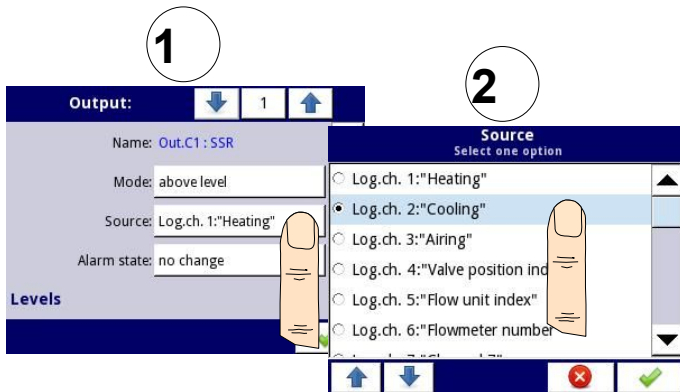 1
Output:
1
Name: Out.C1 : SSR
Mode: above level
Source: Log.ch. 1:"Heating"
Alarm state: no change
Levels
2
Source
Select one option
Log.ch. 1:"Heating"
Log.ch. 2:"Cooling"
Log.ch. 3:"Airing"
Log.ch. 4:"Valve position ind
Log.ch. 5:"Flow unit index"
Log.ch. 6:"Flowmeter number